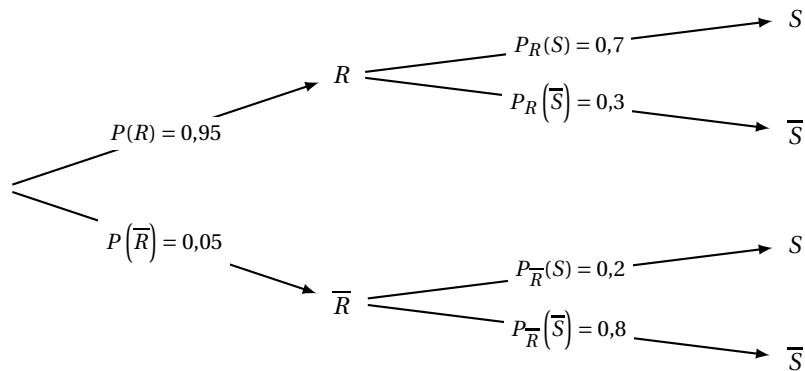 S
P_R(S) = 0,7
R
P_R(S̅) = 0,3
S̅
P(R) = 0,95
P(R̅) = 0,05
S
P_R̅(S) = 0,2
R̅
P_R̅(S̅) = 0,8
S̅